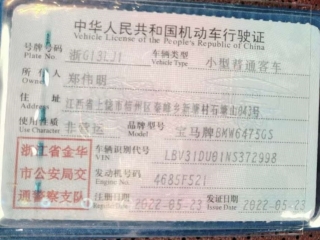 中华人民共和国机动车行驶证
Vehicle License of the People's Republic of China
号牌号码 浙G13LJ1 车辆类型 小型普通客车
Plate No. Vehicle Type
所有人 郑伟明
Owner
住址
Address
使用性质 非营运 品牌型号 宝马牌BMW6475GS
Use Character
浙江省金华
市公安局交
通警察支队
车辆识别代号 LBV31DU01NS372998
VIN
发动机号码 468SF521
注册日期 2022-05-23 发证日期 2022-05-23
Register Date Issue Date